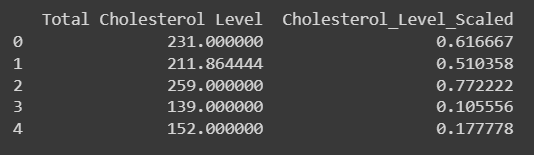 Total Cholesterol Level Cholesterol_Level_Scaled
0 231.000000 0.616667
1 211.864444 0.510358
2 259.000000 0.772222
3 139.000000 0.105556
4 152.000000 0.177778